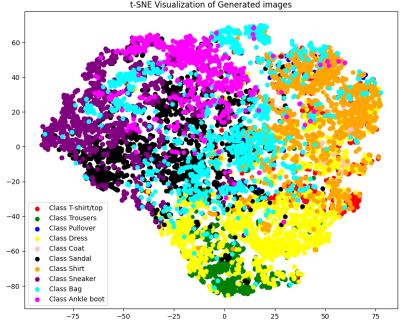 t-SNE Visualization of Generated images
60
40
20
0
−20
−40
−60
−80
Class T-shirt/top
Class Trousers
Class Pullover
Class Dress
Class Coat
Class Sandal
Class Shirt
Class Sneaker
Class Bag
Class Ankle boot
−75 −50 −25 0 25 50 75